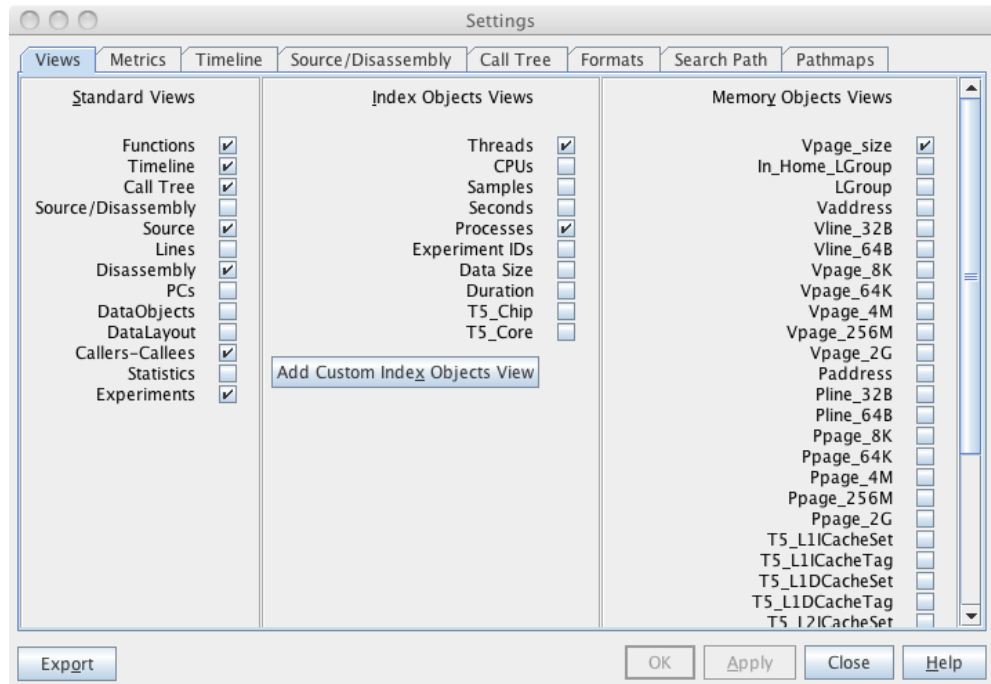 Settings
Views Metrics Timeline Source/Disassembly Call Tree Formats Search Path Pathmaps
Standard Views
Functions
Timeline
Call Tree
Source/Disassembly
Source
Lines
Disassembly
PCs
DataObjects
DataLayout
Callers-Callees
Statistics
Experiments
Index Objects Views
Threads
CPUs
Samples
Seconds
Processes
Experiment IDs
Data Size
Duration
T5_Chip
T5_Core
Add Custom Index Objects View
Memory Objects Views
Vpage_size
In_Home_LGroup
LGroup
Vaddress
Vline_32B
Vline_64B
Vpage_8K
Vpage_64K
Vpage_4M
Vpage_256M
Vpage_2G
Paddress
Pline_32B
Pline_64B
Ppage_8K
Ppage_64K
Ppage_4M
Ppage_256M
Ppage_2G
T5_L1ICacheSet
T5_L1ICacheTag
T5_L1DCacheSet
T5_L1DCacheTag
T5_L2ICacheSet
Export OK Apply Close Help